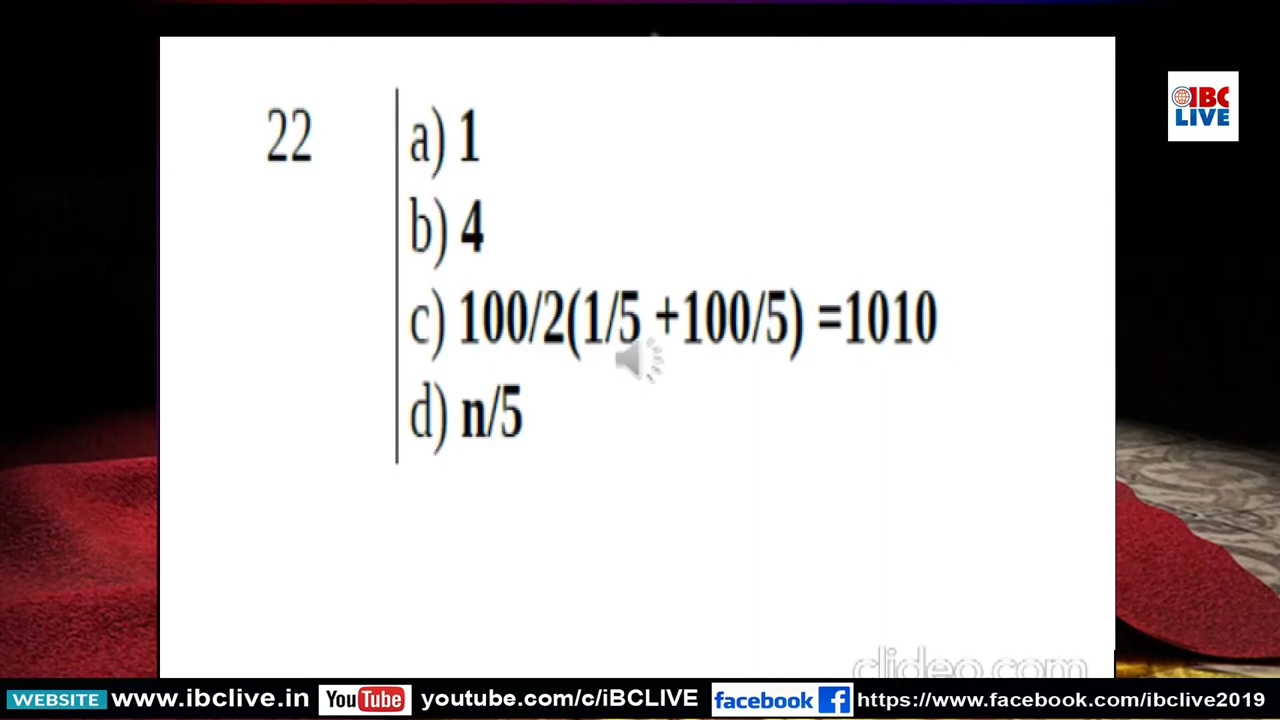 22
a) 1
b) 4
c) 100/2(1/5 +100/5) =1010
d) n/5
IBC
LIVE
clideo.com
WEBSITE www.ibclive.in YouTube youtube.com/c/iBCLIVE facebook f https://www.facebook.com/ibclive2019